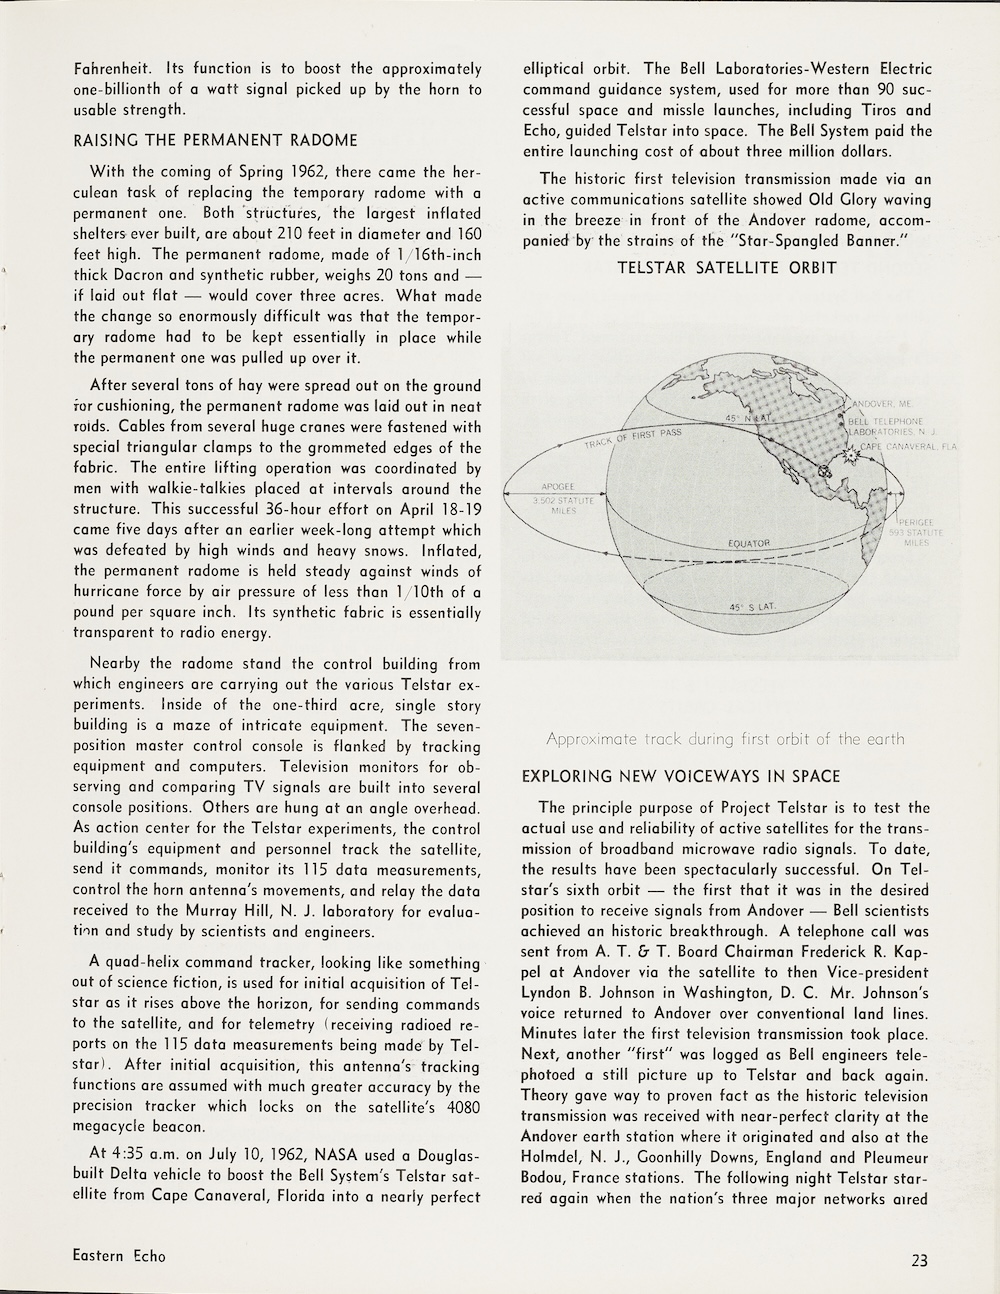 Fahrenheit. Its function is to boost the approximately
one-billionth of a watt signal picked up by the horn to
usable strength.
RAISING THE PERMANENT RADOME
With the coming of Spring 1962, there came the her-
culean task of replacing the temporary radome with a
permanent one. Both structures, the largest inflated
shelters ever built, are about 210 feet in diameter and 160
feet high. The permanent radome, made of 1/16th-inch
thick Dacron and synthetic rubber, weighs 20 tons and —
if laid out flat — would cover three acres. What made
the change so enormously difficult was that the tempor-
ary radome had to be kept essentially in place while
the permanent one was pulled up over it.
After several tons of hay were spread out on the ground
for cushioning, the permanent radome was laid out in neat
roids. Cables from several huge cranes were fastened with
special triangular clamps to the grommeted edges of the
fabric. The entire lifting operation was coordinated by
men with walkie-talkies placed at intervals around the
structure. This successful 36-hour effort on April 18-19
came five days after an earlier week-long attempt which
was defeated by high winds and heavy snows. Inflated,
the permanent radome is held steady against winds of
hurricane force by air pressure of less than 1/10th of a
pound per square inch. Its synthetic fabric is essentially
transparent to radio energy.
Nearby the radome stand the control building from
which engineers are carrying out the various Telstar ex-
periments. Inside of the one-third acre, single story
building is a maze of intricate equipment. The seven-
position master control console is flanked by tracking
equipment and computers. Television monitors for ob-
serving and comparing TV signals are built into several
console positions. Others are hung at an angle overhead.
As action center for the Telstar experiments, the control
building's equipment and personnel track the satellite,
send it commands, monitor its 115 data measurements,
control the horn antenna's movements, and relay the data
received to the Murray Hill, N. J. laboratory for evalua-
tion and study by scientists and engineers.
A quad-helix command tracker, looking like something
out of science fiction, is used for initial acquisition of Tel-
star as it rises above the horizon, for sending commands
to the satellite, and for telemetry (receiving radioed re-
ports on the 115 data measurements being made by Tel-
star). After initial acquisition, this antenna's tracking
functions are assumed with much greater accuracy by the
precision tracker which locks on the satellite's 4080
megacycle beacon.
At 4:35 a.m. on July 10, 1962, NASA used a Douglas-
built Delta vehicle to boost the Bell System's Telstar sat-
ellite from Cape Canaveral, Florida into a nearly perfect
elliptical orbit. The Bell Laboratories-Western Electric
command guidance system, used for more than 90 suc-
cessful space and missle launches, including Tiros and
Echo, guided Telstar into space. The Bell System paid the
entire launching cost of about three million dollars.
The historic first television transmission made via an
active communications satellite showed Old Glory waving
in the breeze in front of the Andover radome, accom-
panied by the strains of the "Star-Spangled Banner."
TELSTAR SATELLITE ORBIT
ANDOVER, ME.
45° N LAT.
BELL TELEPHONE
LABORATORIES, N. J.
TRACK OF FIRST PASS
CAPE CANAVERAL, FLA.
APOGEE
3,502 STATUTE
MILES
PERIGEE
593 STATUTE
MILES
EQUATOR
45° S LAT.
Approximate track during first orbit of the earth
EXPLORING NEW VOICEWAYS IN SPACE
The principle purpose of Project Telstar is to test the
actual use and reliability of active satellites for the trans-
mission of broadband microwave radio signals. To date,
the results have been spectacularly successful. On Tel-
star's sixth orbit — the first that it was in the desired
position to receive signals from Andover — Bell scientists
achieved an historic breakthrough. A telephone call was
sent from A. T. & T. Board Chairman Frederick R. Kap-
pel at Andover via the satellite to then Vice-president
Lyndon B. Johnson in Washington, D. C. Mr. Johnson's
voice returned to Andover over conventional land lines.
Minutes later the first television transmission took place.
Next, another "first" was logged as Bell engineers tele-
photoed a still picture up to Telstar and back again.
Theory gave way to proven fact as the historic television
transmission was received with near-perfect clarity at the
Andover earth station where it originated and also at the
Holmdel, N. J., Goonhilly Downs, England and Pleumeur
Bodou, France stations. The following night Telstar star-
red again when the nation's three major networks aired
Eastern Echo
23